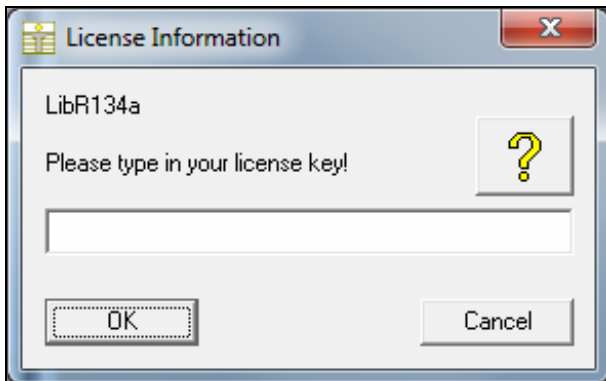 License Information
LibR134a
Please type in your license key!
?
OK
Cancel